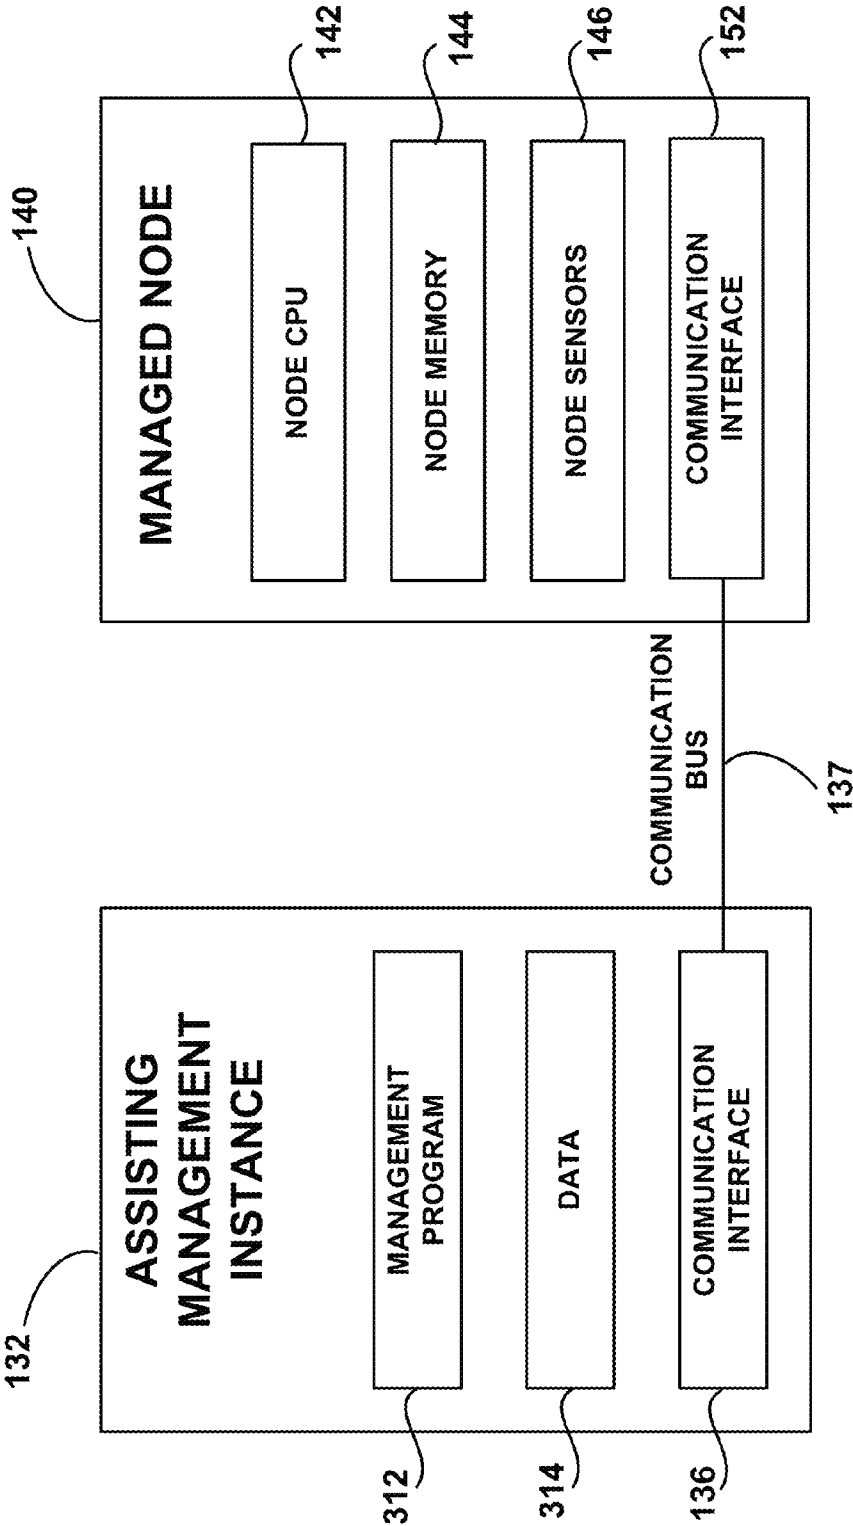 132
ASSISTING
MANAGEMENT
INSTANCE
312
MANAGEMENT
PROGRAM
314
DATA
136
COMMUNICATION
INTERFACE
COMMUNICATION
BUS
137
140
MANAGED NODE
NODE CPU
142
NODE MEMORY
144
NODE SENSORS
146
COMMUNICATION
INTERFACE
152